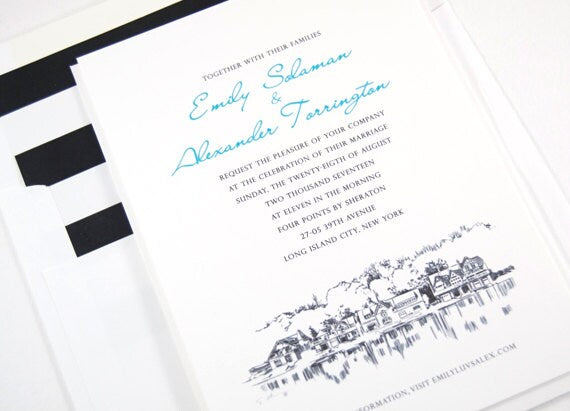 TOGETHER WITH THEIR FAMILIES
Emily Solaman
&
Alexander Torrington
REQUEST THE PLEASURE OF YOUR COMPANY
AT THE CELEBRATION OF THEIR MARRIAGE
SUNDAY, THE TWENTY-EIGTH OF AUGUST
TWO THOUSAND SEVENTEEN
AT ELEVEN IN THE MORNING
FOUR POINTS BY SHERATON
27-05 39TH AVENUE
LONG ISLAND CITY, NEW YORK
INFORMATION, VISIT EMILYLUVSALEX.COM